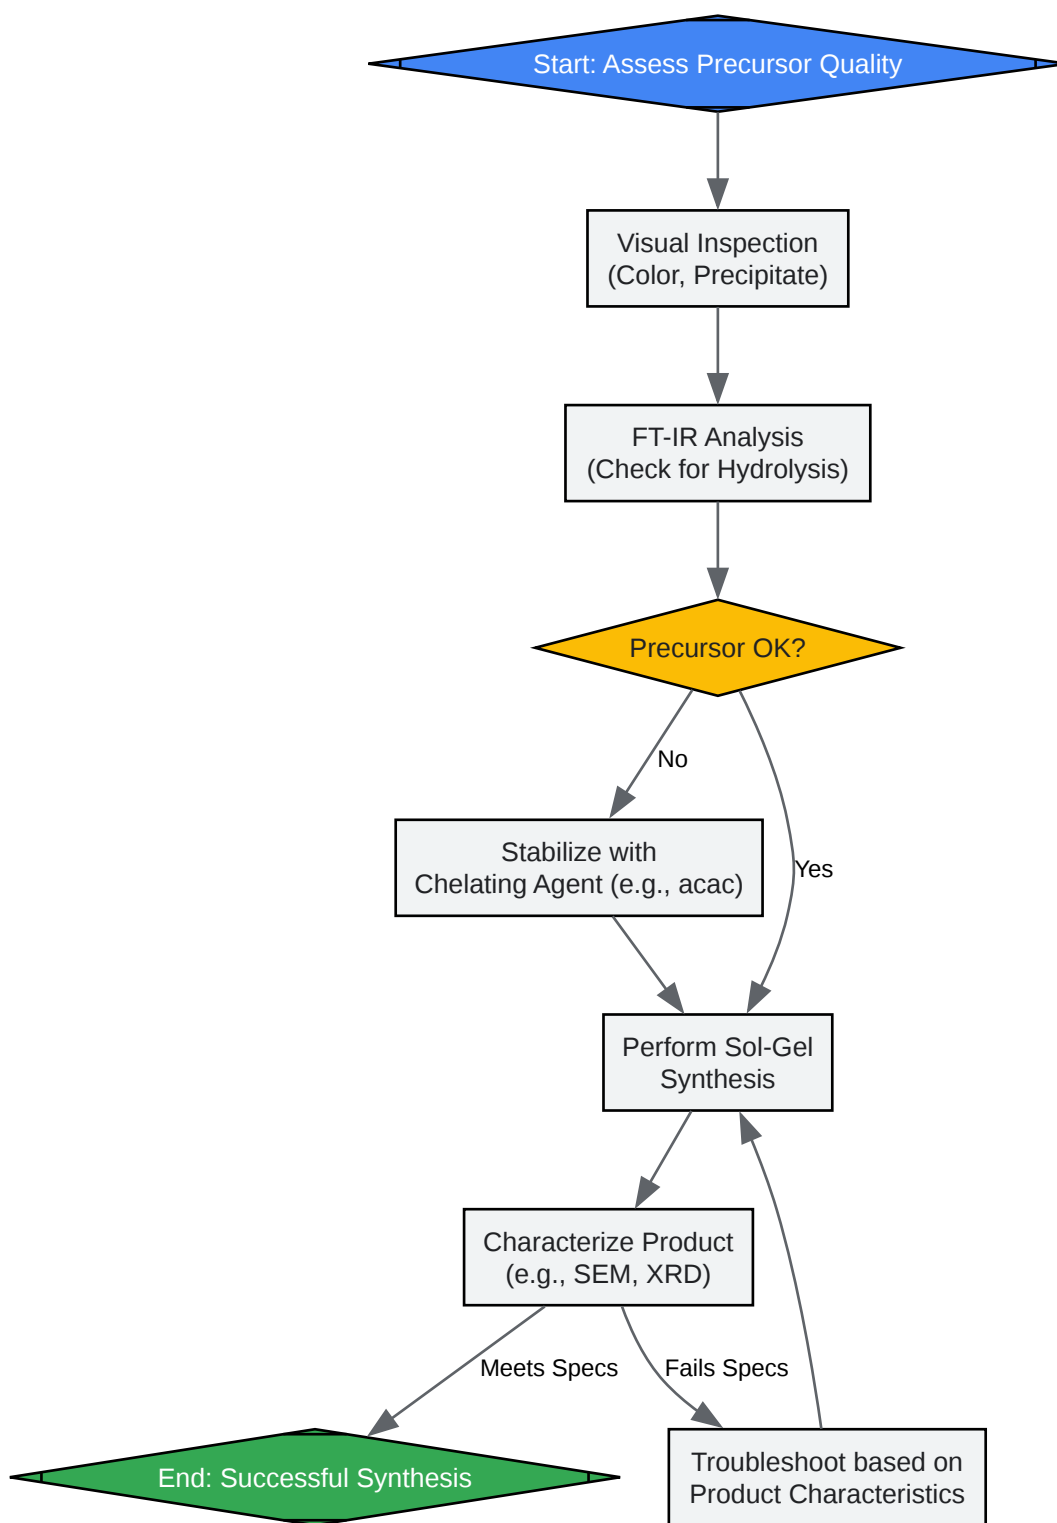 Start: Assess Precursor Quality
Visual Inspection
(Color, Precipitate)
FT-IR Analysis
(Check for Hydrolysis)
Precursor OK?
No
Stabilize with
Chelating Agent (e.g., acac)
Yes
Perform Sol-Gel
Synthesis
Characterize Product
(e.g., SEM, XRD)
Meets Specs
Fails Specs
End: Successful Synthesis
Troubleshoot based on
Product Characteristics